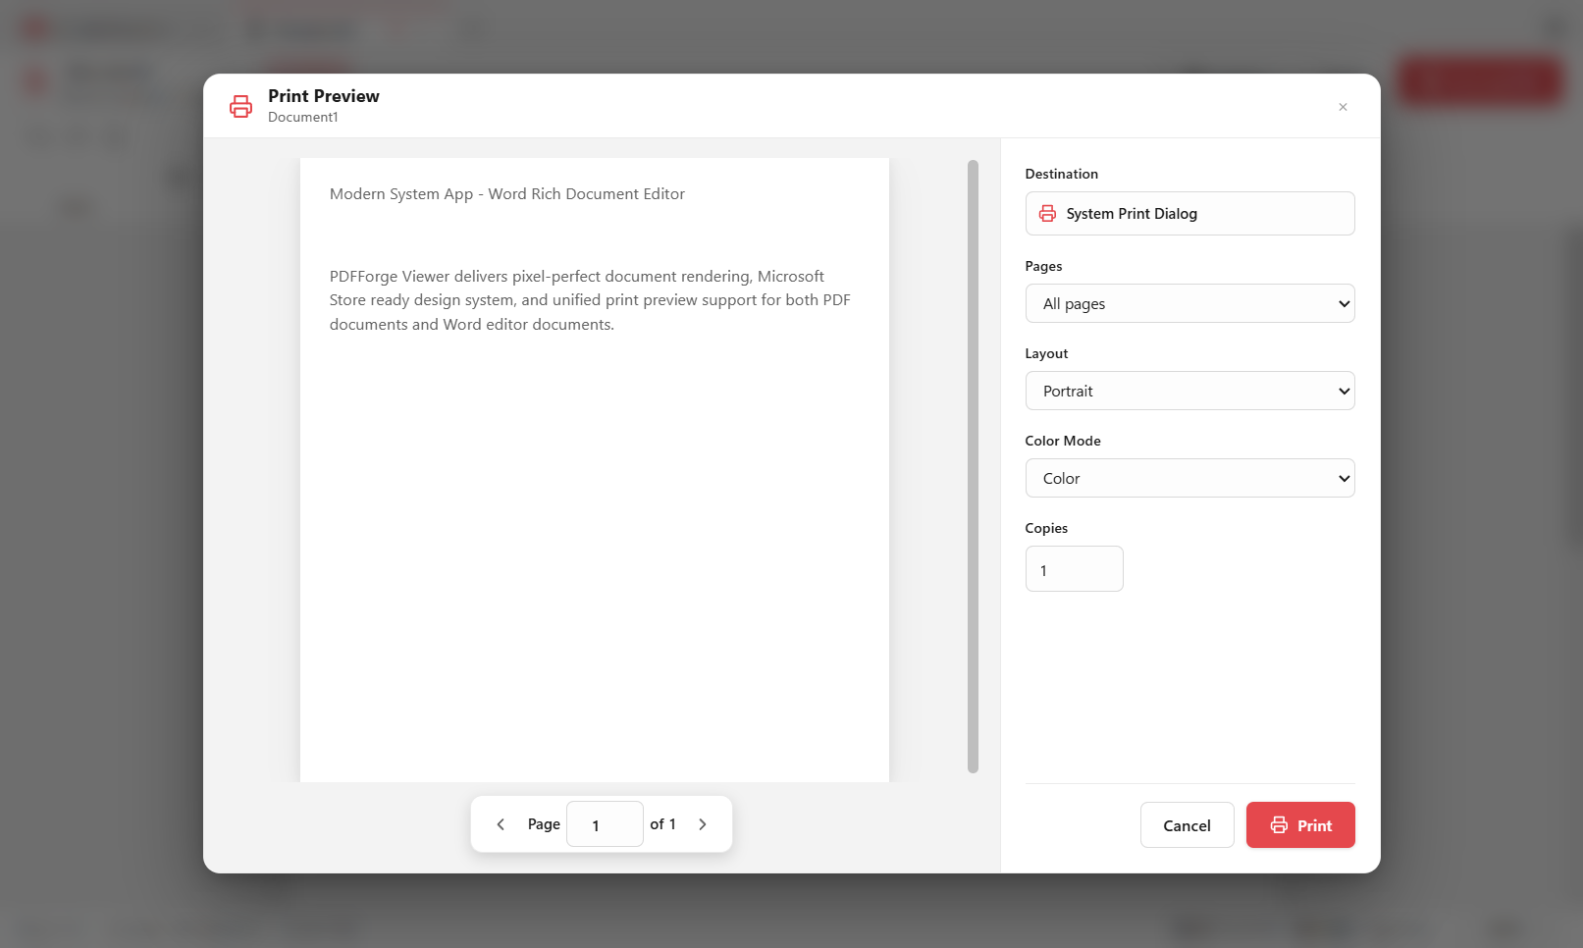 Print Preview
Document1
×
Modern System App - Word Rich Document Editor
PDFForge Viewer delivers pixel-perfect document rendering, Microsoft
Store ready design system, and unified print preview support for both PDF
documents and Word editor documents.
Page 1 of 1
Destination
System Print Dialog
Pages
All pages
Layout
Portrait
Color Mode
Color
Copies
1
Cancel
Print